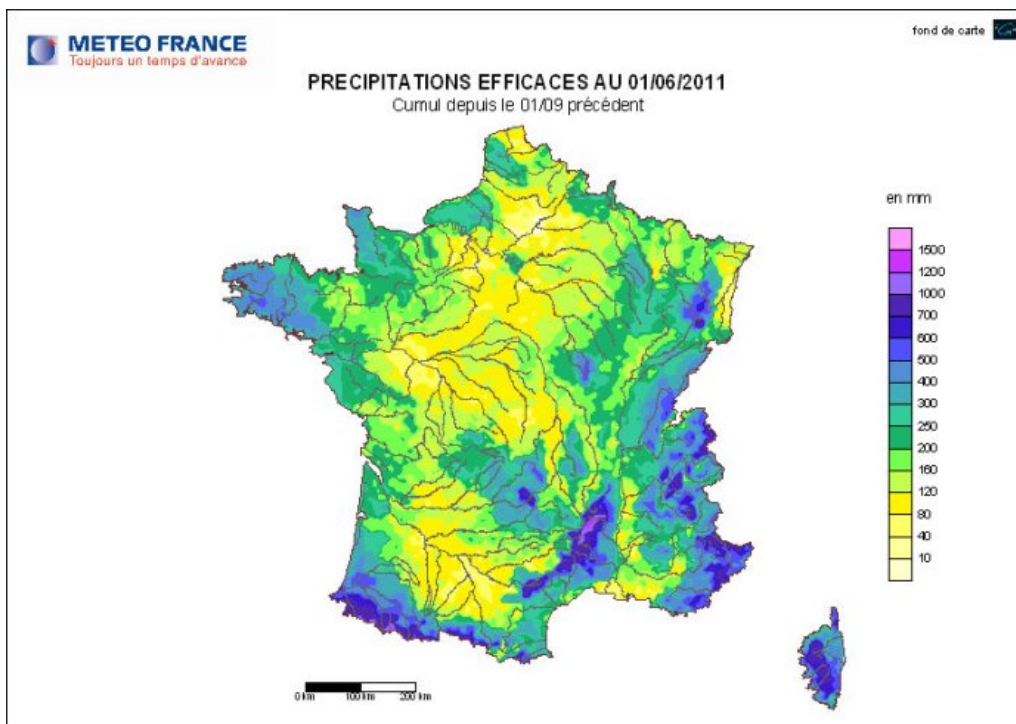 METEO FRANCE
Toujours un temps d'avance
fond de carte
PRECIPITATIONS EFFICACES AU 01/06/2011
Cumul depuis le 01/09 précédent
en mm
1500
1200
1000
700
500
400
300
250
200
160
120
80
40
10
0 km 100 km 200 km